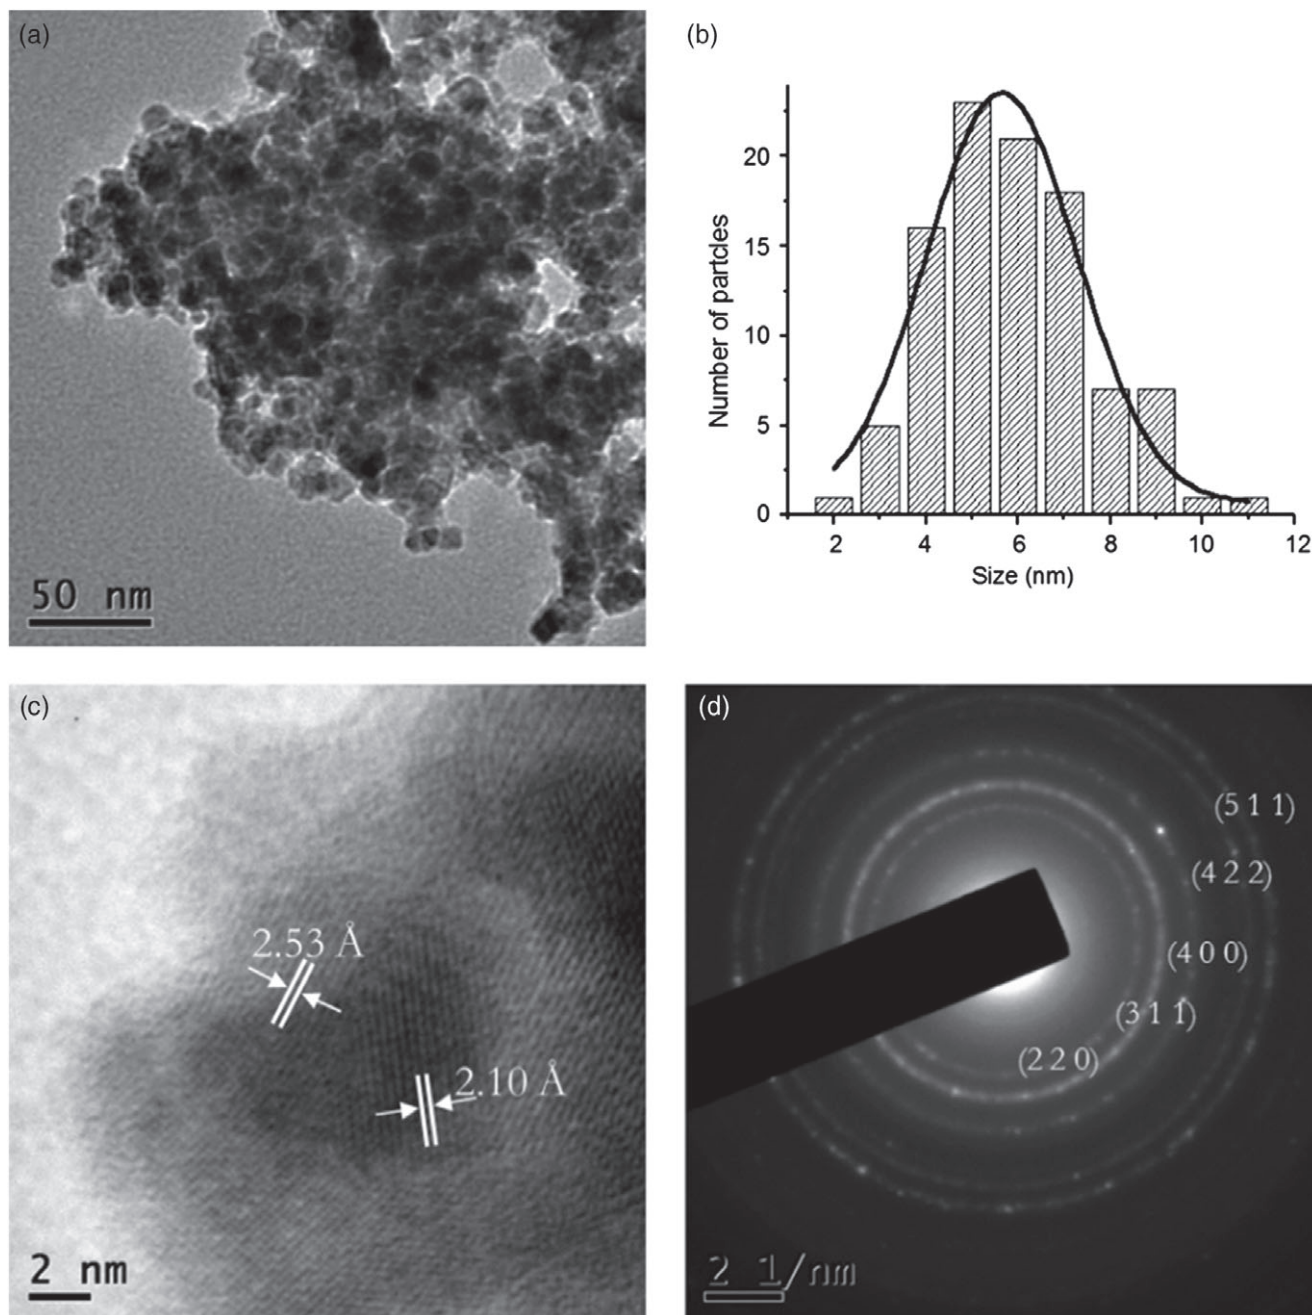 (a)
50 nm
(b)
Number of partcles
20
15
10
5
0
2 4 6 8 10 12
Size (nm)
(c)
2.53 Å
2.10 Å
2 nm
(d)
(5 1 1)
(4 2 2)
(4 0 0)
(3 1 1)
(2 2 0)
2 1/nm